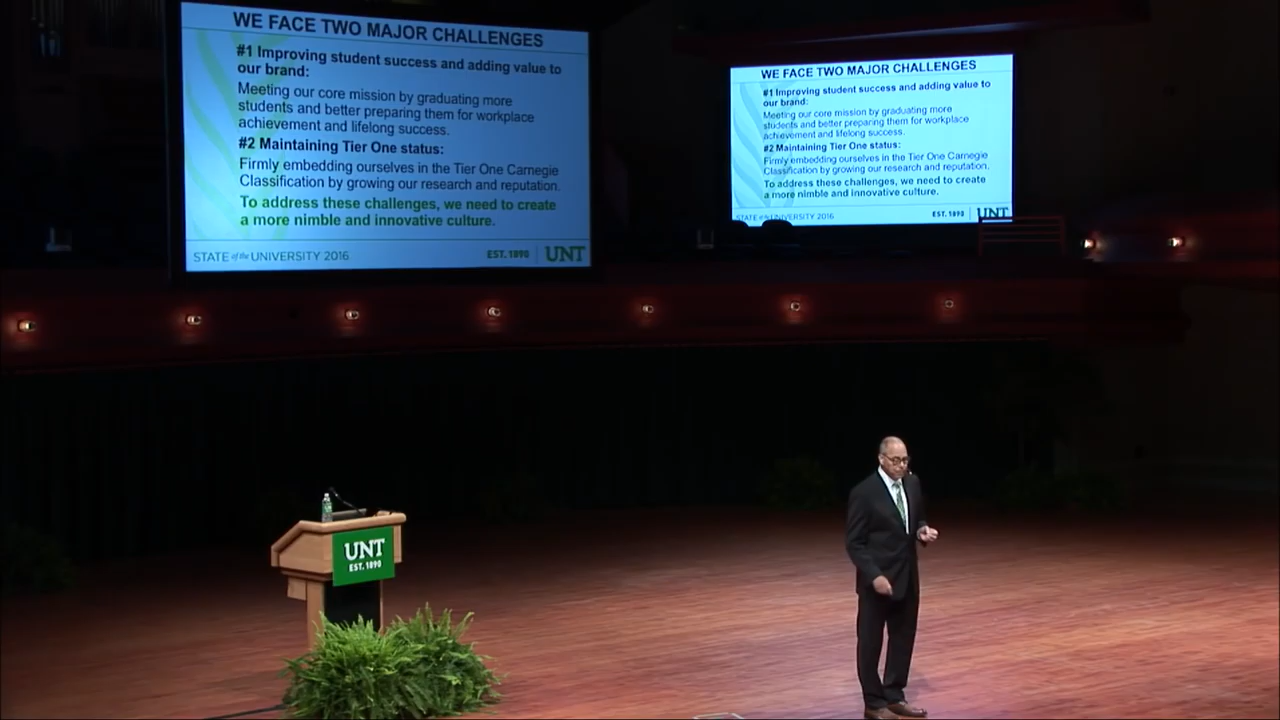 WE FACE TWO MAJOR CHALLENGES
#1 Improving student success and adding value to
our brand:
Meeting our core mission by graduating more
students and better preparing them for workplace
achievement and lifelong success.
#2 Maintaining Tier One status:
Firmly embedding ourselves in the Tier One Carnegie
Classification by growing our research and reputation.
To address these challenges, we need to create
a more nimble and innovative culture.
STATE of the UNIVERSITY 2016 EST. 1890 UNT
WE FACE TWO MAJOR CHALLENGES
#1 Improving student success and adding value to
our brand:
Meeting our core mission by graduating more
students and better preparing them for workplace
achievement and lifelong success.
#2 Maintaining Tier One status:
Firmly embedding ourselves in the Tier One Carnegie
Classification by growing our research and reputation.
To address these challenges, we need to create
a more nimble and innovative culture.
STATE of the UNIVERSITY 2016 EST. 1890 UNT
UNT
EST. 1890